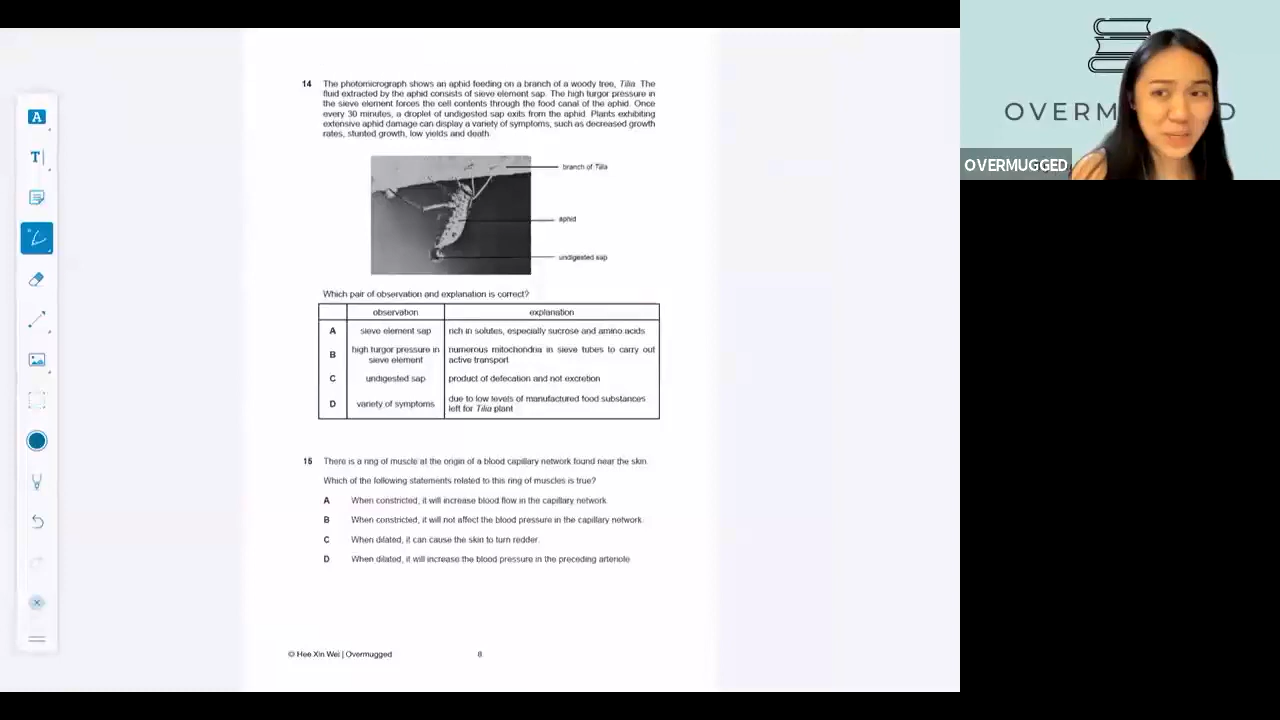 14 The photomicrograph shows an aphid feeding on a branch of a woody tree, Tilia. The
fluid extracted by the aphid consists of sieve element sap. The high turgor pressure in
the sieve element forces the cell contents through the food canal of the aphid. Once
every 30 minutes, a droplet of undigested sap exits from the aphid. Plants exhibiting
extensive aphid damage can display a variety of symptoms, such as decreased growth
rates, stunted growth, low yields and death.
branch of Tilia
aphid
undigested sap
Which pair of observation and explanation is correct?
observation explanation
A sieve element sap rich in solutes, especially sucrose and amino acids
B high turgor pressure in sieve element numerous mitochondria in sieve tubes to carry out active transport
C undigested sap product of defecation and not excretion
D variety of symptoms due to low levels of manufactured food substances left for Tilia plant
15 There is a ring of muscle at the origin of a blood capillary network found near the skin.
Which of the following statements related to this ring of muscles is true?
A When constricted, it will increase blood flow in the capillary network.
B When constricted, it will not affect the blood pressure in the capillary network.
C When dilated, it can cause the skin to turn redder.
D When dilated, it will increase the blood pressure in the preceding arteriole.
© Hee Xin Wei | Overmugged 8
A
T
OVERM D
OVERMUGGED